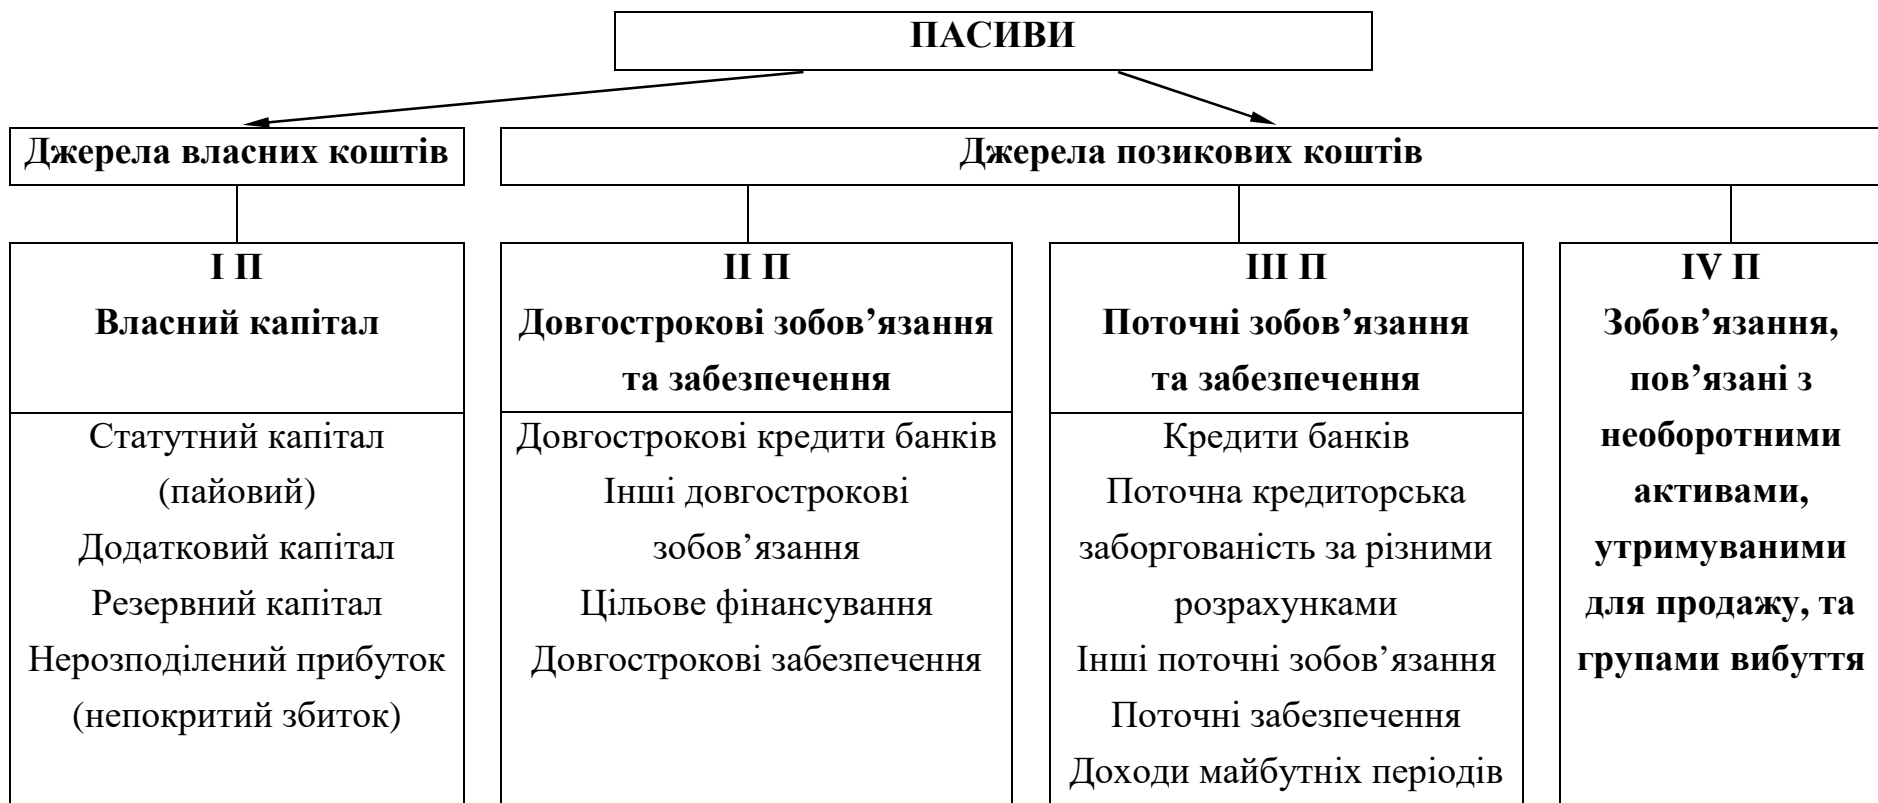 ПАСИВИ
Джерела власних коштів
Джерела позикових коштів
І П
Власний капітал
Статутний капітал
(пайовий)
Додатковий капітал
Резервний капітал
Нерозподілений прибуток
(непокритий збиток)
ІІ П
Довгострокові зобов’язання
та забезпечення
Довгострокові кредити банків
Інші довгострокові
зобов’язання
Цільове фінансування
Довгострокові забезпечення
ІІІ П
Поточні зобов’язання
та забезпечення
Кредити банків
Поточна кредиторська
заборгованість за різними
розрахунками
Інші поточні зобов’язання
Поточні забезпечення
Доходи майбутніх періодів
IV П
Зобов’язання,
пов’язані з
необоротними
активами,
утримуваними
для продажу, та
групами вибуття